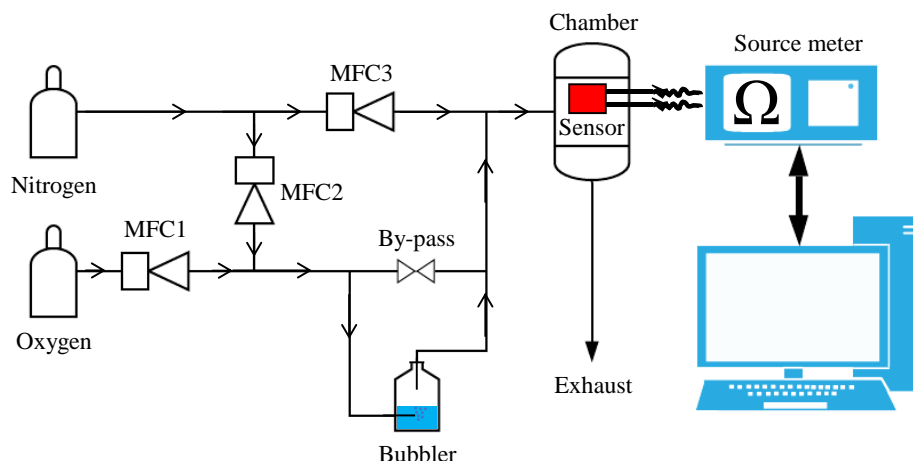 Chamber
Source meter
MFC3
Ω
Sensor
Nitrogen
MFC2
MFC1
By-pass
Oxygen
Exhaust
Bubbler